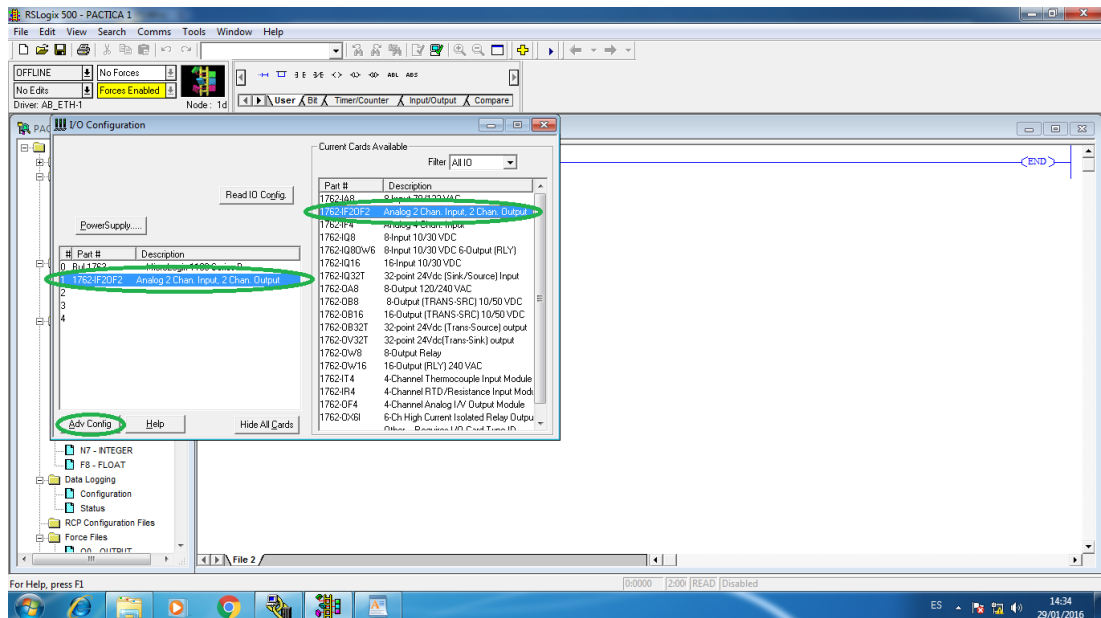 RSLogix 500 - PACTICA 1
File Edit View Search Comms Tools Window Help
OFFLINE No Forces
No Edits Forces Enabled
Driver: AB_ETH-1 Node: 1d
ABL ABS
User Bit Timer/Counter Input/Output Compare
PAC
I/O Configuration
Read IO Config.
PowerSupply.....
# Part # Description
0 Bul.1762 MicroLogix 1100 Series B
1 1762-IF2OF2 Analog 2 Chan. Input, 2 Chan. Output
2
3
4
Adv Config Help Hide All Cards
Current Cards Available
Filter All IO
Part # Description
1762-IA8 8-Input 79/132 VAC
1762-IF2OF2 Analog 2 Chan. Input, 2 Chan. Output
1762-IF4 Analog 4 Chan. Input
1762-IQ8 8-Input 10/30 VDC
1762-IQ8OW6 8-Input 10/30 VDC 6-Output (RLY)
1762-IQ16 16-Input 10/30 VDC
1762-IQ32T 32-point 24Vdc (Sink/Source) Input
1762-OA8 8-Output 120/240 VAC
1762-OB8 8-Output (TRANS-SRC) 10/50 VDC
1762-OB16 16-Output (TRANS-SRC) 10/50 VDC
1762-OB32T 32-point 24Vdc (Trans-Source) output
1762-OV32T 32-point 24Vdc(Trans-Sink) output
1762-OW8 8-Output Relay
1762-OW16 16-Output (RLY) 240 VAC
1762-IT4 4-Channel Thermocouple Input Module
1762-IR4 4-Channel RTD/Resistance Input Modu
1762-OF4 4-Channel Analog I/V Output Module
1762-OX6I 6-Ch High Current Isolated Relay Outpu
Other Requires I/O Card Type ID
END
N7 - INTEGER
F8 - FLOAT
Data Logging
Configuration
Status
RCP Configuration Files
Force Files
O0 OUTPUT
File 2
For Help, press F1
0:0000 2:00 READ Disabled
ES 14:34
29/01/2016